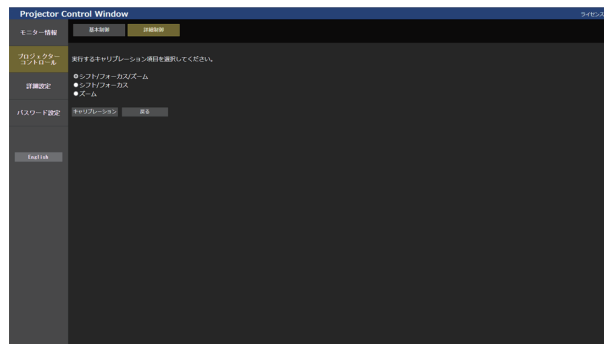 Projector Control Window
ライセンス
モニター情報
基本制御
詳細制御
プロジェクター
コントロール
実行するキャリブレーション項目を選択してください。
シフト/フォーカス/ズーム
シフト/フォーカス
ズーム
詳細設定
パスワード設定
キャリブレーション
戻る
English